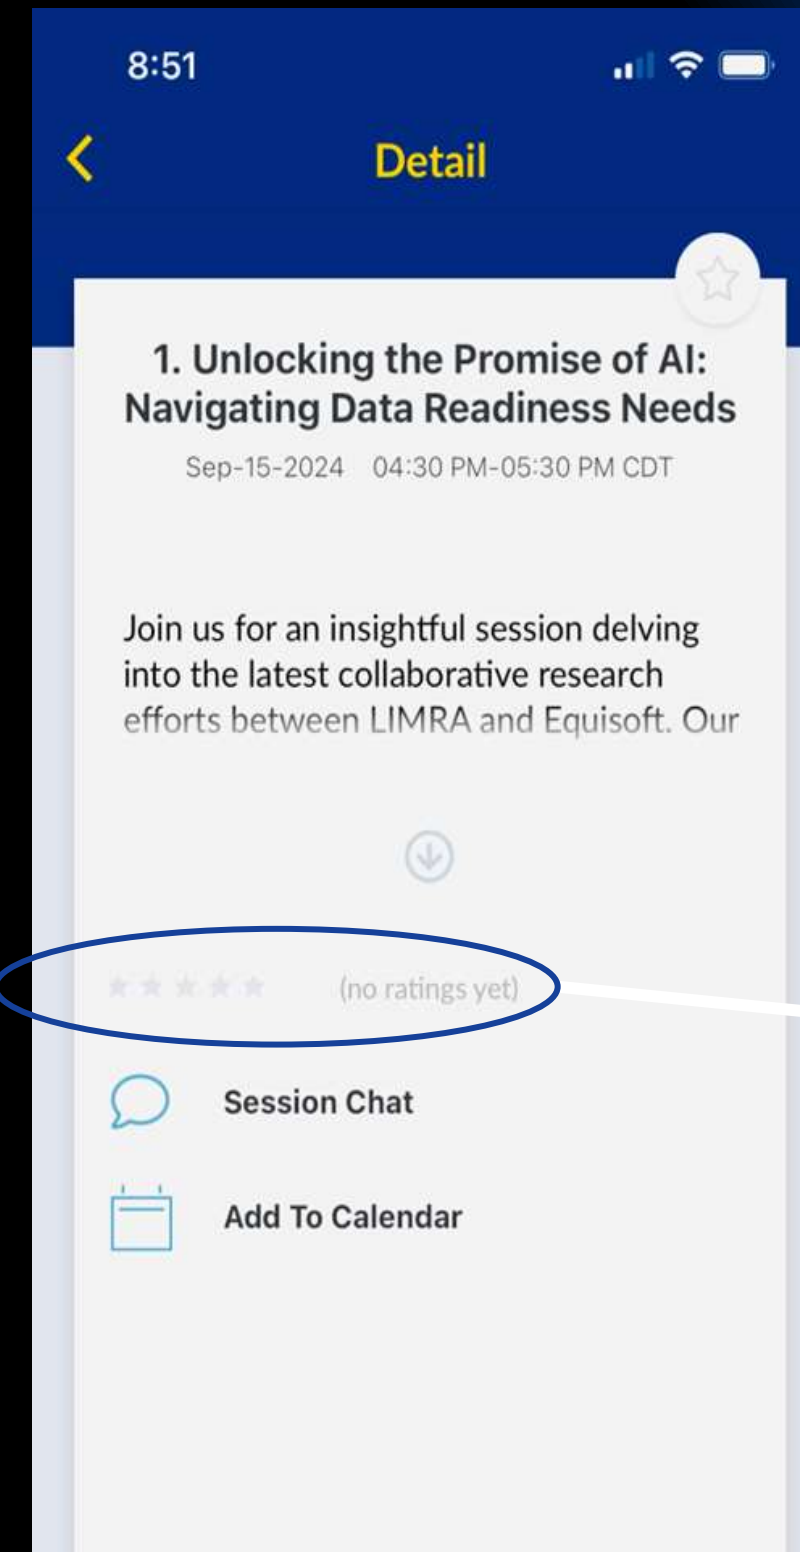 8:51
Detail
1. Unlocking the Promise of AI:
Navigating Data Readiness Needs
Sep-15-2024 04:30 PM-05:30 PM CDT
Join us for an insightful session delving
into the latest collaborative research
efforts between LIMRA and Equisoft. Our
(no ratings yet)
Session Chat
Add To Calendar